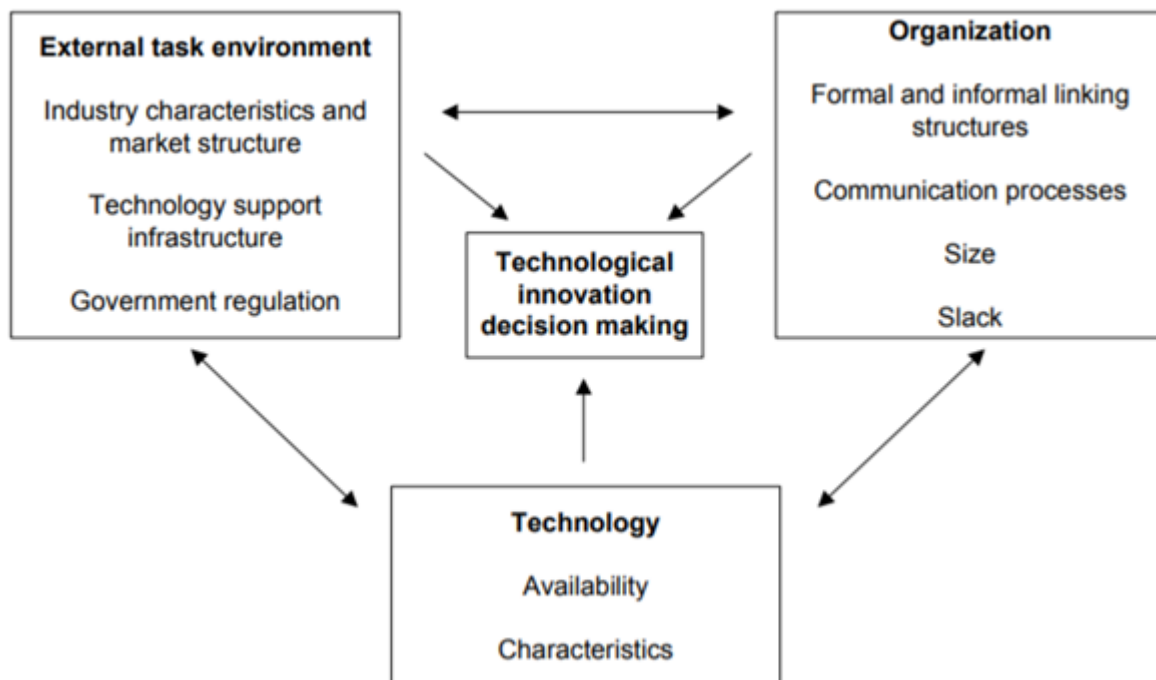 External task environment
Industry characteristics and
market structure
Technology support
infrastructure
Government regulation
Organization
Formal and informal linking
structures
Communication processes
Size
Slack
Technological
innovation
decision making
Technology
Availability
Characteristics